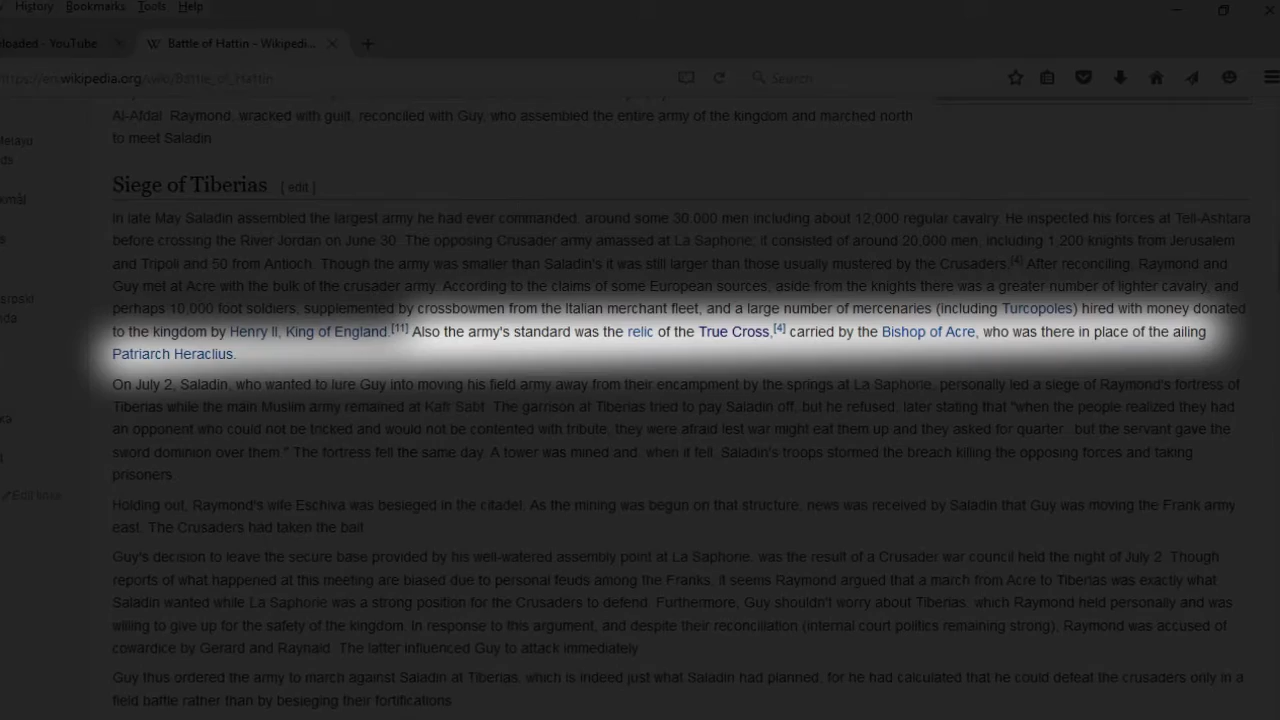 History Bookmarks Tools Help
loaded - YouTube Battle of Hattin - Wikipedi...
https://en.wikipedia.org/wiki/Battle_of_Hattin Search
Al-Afdal. Raymond, wracked with guilt, reconciled with Guy, who assembled the entire army of the kingdom and marched north
to meet Saladin
Melayu
ds
Siege of Tiberias [ edit ]
kmål
In late May Saladin assembled the largest army he had ever commanded, around some 30,000 men including about 12,000 regular cavalry. He inspected his forces at Tell-Ashtara
before crossing the River Jordan on June 30. The opposing Crusader army amassed at La Saphorie; it consisted of around 20,000 men, including 1,200 knights from Jerusalem
and Tripoli and 50 from Antioch. Though the army was smaller than Saladin's it was still larger than those usually mustered by the Crusaders.[4] After reconciling, Raymond and
Guy met at Acre with the bulk of the crusader army. According to the claims of some European sources, aside from the knights there was a greater number of lighter cavalry, and
srpski
perhaps 10,000 foot soldiers, supplemented by crossbowmen from the Italian merchant fleet, and a large number of mercenaries (including Turcopoles) hired with money donated
eda
to the kingdom by Henry II, King of England.[11] Also the army's standard was the relic of the True Cross,[4] carried by the Bishop of Acre, who was there in place of the ailing
Patriarch Heraclius.
On July 2, Saladin, who wanted to lure Guy into moving his field army away from their encampment by the springs at La Saphorie, personally led a siege of Raymond's fortress of
Tiberias while the main Muslim army remained at Kafr Sabt. The garrison at Tiberias tried to pay Saladin off, but he refused, later stating that "when the people realized they had
ka
an opponent who could not be tricked and would not be contented with tribute, they were afraid lest war might eat them up and they asked for quarter...but the servant gave the
sword dominion over them." The fortress fell the same day. A tower was mined and, when it fell, Saladin's troops stormed the breach killing the opposing forces and taking
prisoners.
Edit links
Holding out, Raymond's wife Eschiva was besieged in the citadel. As the mining was begun on that structure, news was received by Saladin that Guy was moving the Frank army
east. The Crusaders had taken the bait
Guy's decision to leave the secure base provided by his well-watered assembly point at La Saphorie, was the result of a Crusader war council held the night of July 2. Though
reports of what happened at this meeting are biased due to personal feuds among the Franks, it seems Raymond argued that a march from Acre to Tiberias was exactly what
Saladin wanted while La Saphorie was a strong position for the Crusaders to defend. Furthermore, Guy shouldn't worry about Tiberias, which Raymond held personally and was
willing to give up for the safety of the kingdom. In response to this argument, and despite their reconciliation (internal court politics remaining strong), Raymond was accused of
cowardice by Gerard and Raynald. The latter influenced Guy to attack immediately
Guy thus ordered the army to march against Saladin at Tiberias, which is indeed just what Saladin had planned, for he had calculated that he could defeat the crusaders only in a
field battle rather than by besieging their fortifications